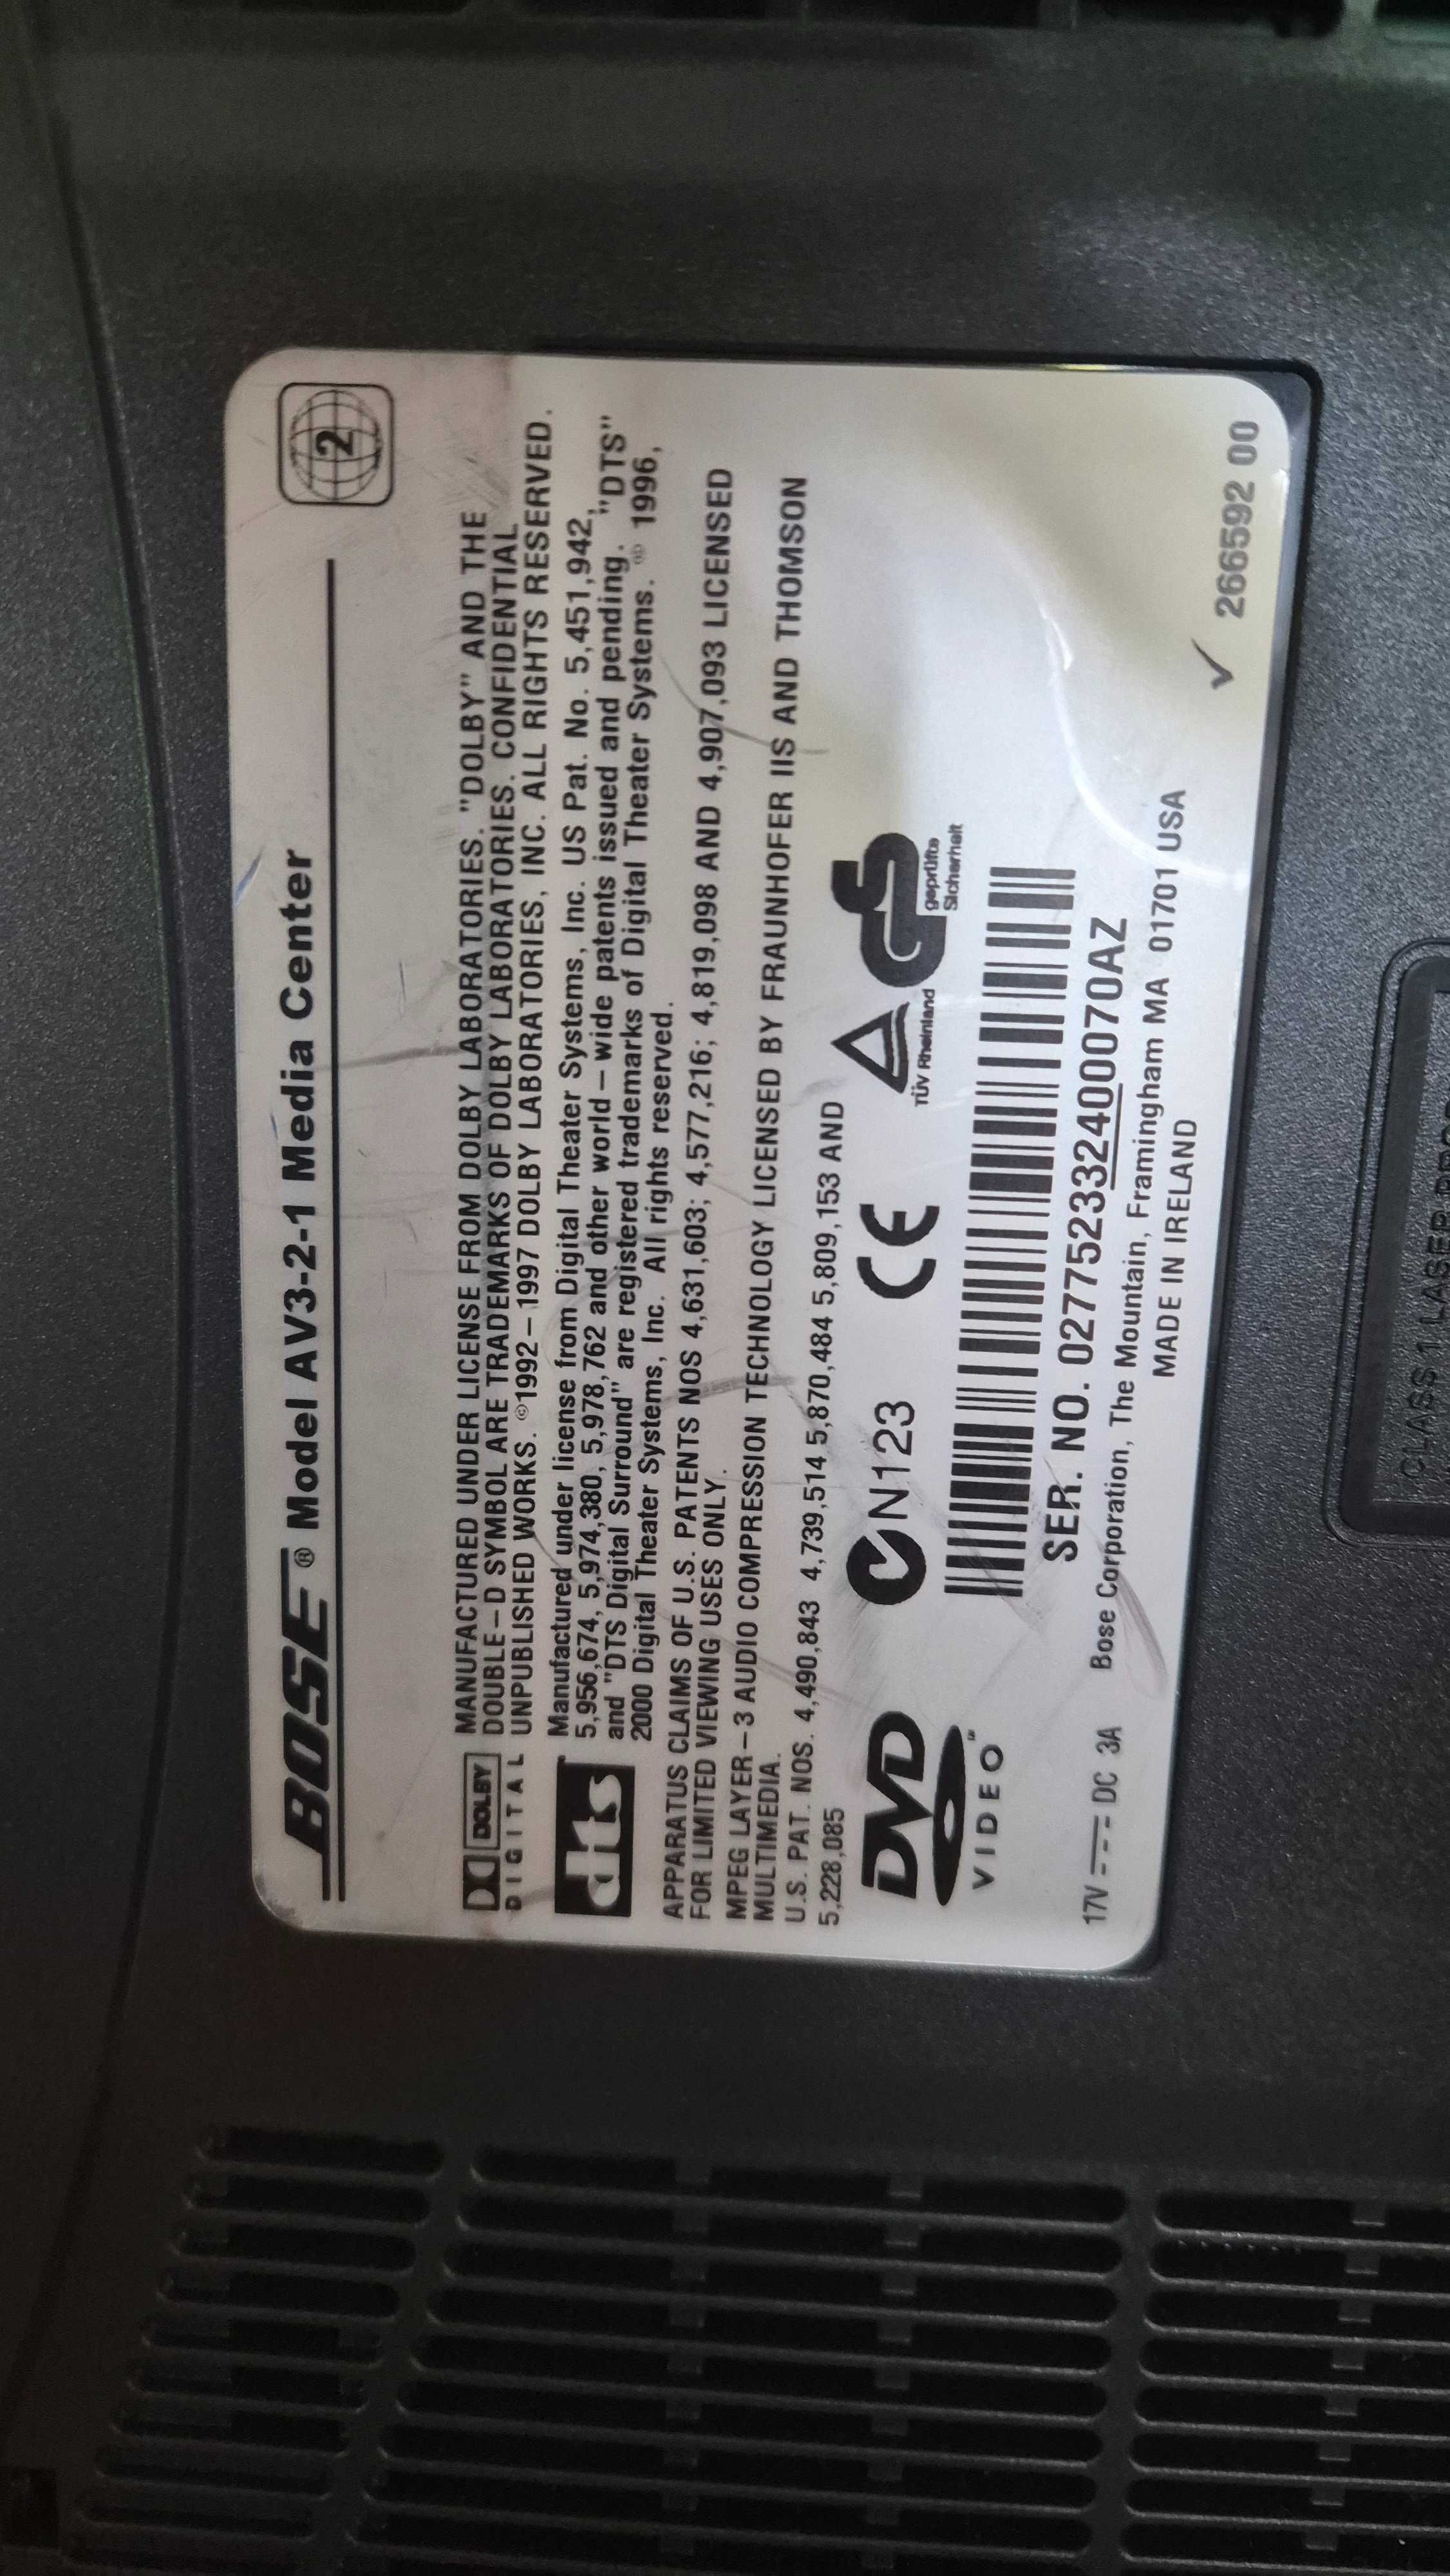 BOSE® Model AV3-2-1 Media Center
2
DOLBY
DIGITAL
MANUFACTURED UNDER LICENSE FROM DOLBY LABORATORIES. "DOLBY" AND THE
DOUBLE-D SYMBOL ARE TRADEMARKS OF DOLBY LABORATORIES. CONFIDENTIAL
UNPUBLISHED WORKS. ©1992-1997 DOLBY LABORATORIES, INC. ALL RIGHTS RESERVED.
dts
Manufactured under license from Digital Theater Systems, Inc. US Pat. No. 5,451,942,
5,956,674, 5,974,380, 5,978,762 and other world-wide patents issued and pending. "DTS"
and "DTS Digital Surround" are registered trademarks of Digital Theater Systems. 1996,
2000 Digital Theater Systems, Inc. All rights reserved.
APPARATUS CLAIMS OF U.S. PATENTS NOS 4,631,603; 4,577,216; 4,819,098 AND 4,907,093 LICENSED
FOR LIMITED VIEWING USES ONLY.
MPEG LAYER-3 AUDIO COMPRESSION TECHNOLOGY LICENSED BY FRAUNHOFER IIS AND THOMSON
MULTIMEDIA.
U.S. PAT. NOS. 4,490,843 4,739,514 5,870,484 5,809,153 AND
5,228,085
DVD
VIDEO™
N123
CE
TÜV Rheinland
geprüfte
Sicherheit
SER. NO. 027752332400070AZ
17V DC 3A
Bose Corporation, The Mountain, Framingham MA 01701 USA
MADE IN IRELAND
✓ 266592 00
CLASS 1 LASER